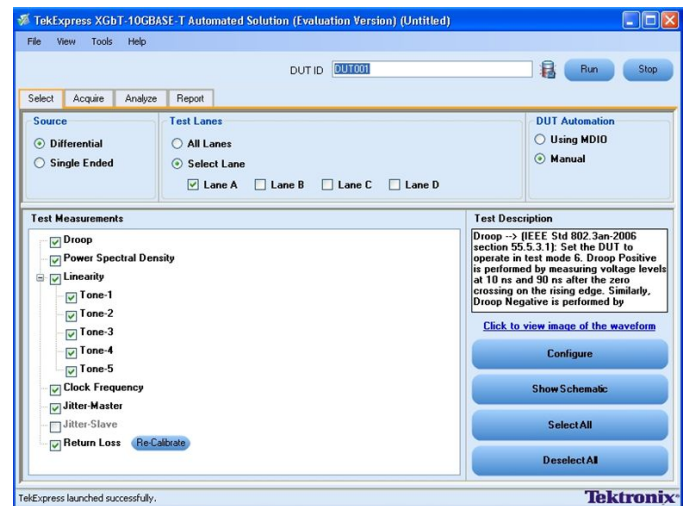 TekExpress XGbT-10GBASE-T Automated Solution (Evaluation Version) (Untitled)
File View Tools Help
DUT ID DUT001 Run Stop
Select Acquire Analyze Report
Source Test Lanes DUT Automation
Differential All Lanes Using MDIO
Single Ended Select Lane Manual
Lane A Lane B Lane C Lane D
Test Measurements Test Description
Droop
Power Spectral Density
Linearity
Tone-1
Tone-2
Tone-3
Tone-4
Tone-5
Clock Frequency
Jitter-Master
Jitter-Slave
Return Loss Re-Calibrate
Droop --> (IEEE Std 802.3an-2006
section 55.5.3.1): Set the DUT to
operate in test mode 6. Droop Positive
is performed by measuring voltage levels
at 10 ns and 90 ns after the zero
crossing on the rising edge. Similarly,
Droop Negative is performed by
Click to view image of the waveform
Configure
Show Schematic
Select All
Deselect All
TekExpress launched successfully. Tektronix